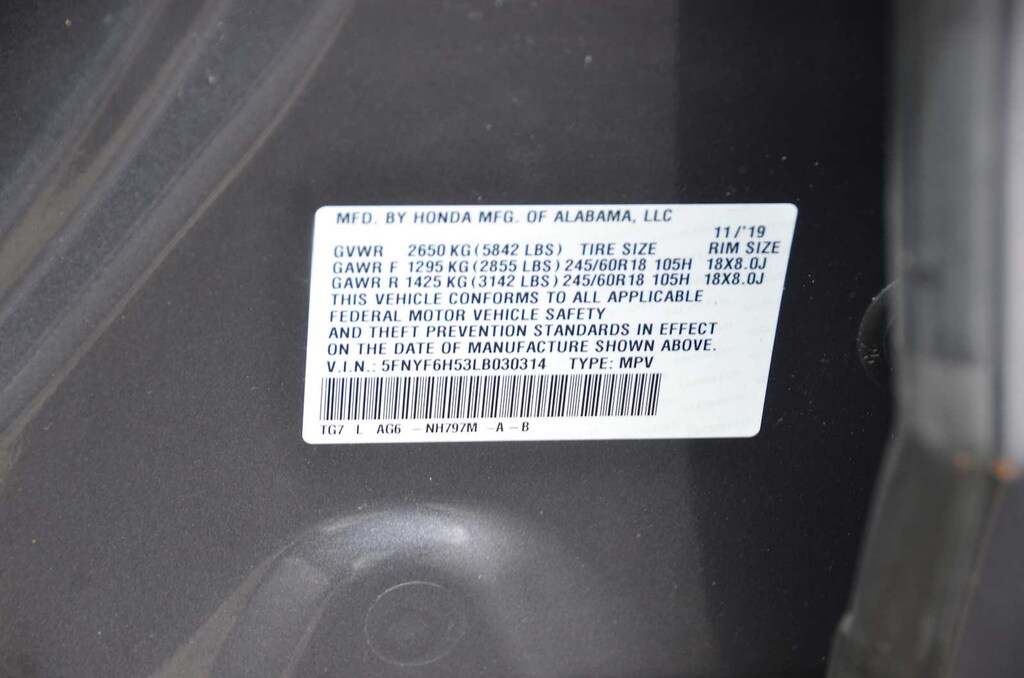 MFD. BY HONDA MFG. OF ALABAMA, LLC
11/'19
GVWR 2650 KG (5842 LBS) TIRE SIZE RIM SIZE
GAWR F 1295 KG (2855 LBS) 245/60R18 105H 18X8.0J
GAWR R 1425 KG (3142 LBS) 245/60R18 105H 18X8.0J
THIS VEHICLE CONFORMS TO ALL APPLICABLE
FEDERAL MOTOR VEHICLE SAFETY
AND THEFT PREVENTION STANDARDS IN EFFECT
ON THE DATE OF MANUFACTURE SHOWN ABOVE.
V.I.N.: 5FNYF6H53LB030314 TYPE: MPV
TG7 L AG6 -NH797M -A-B